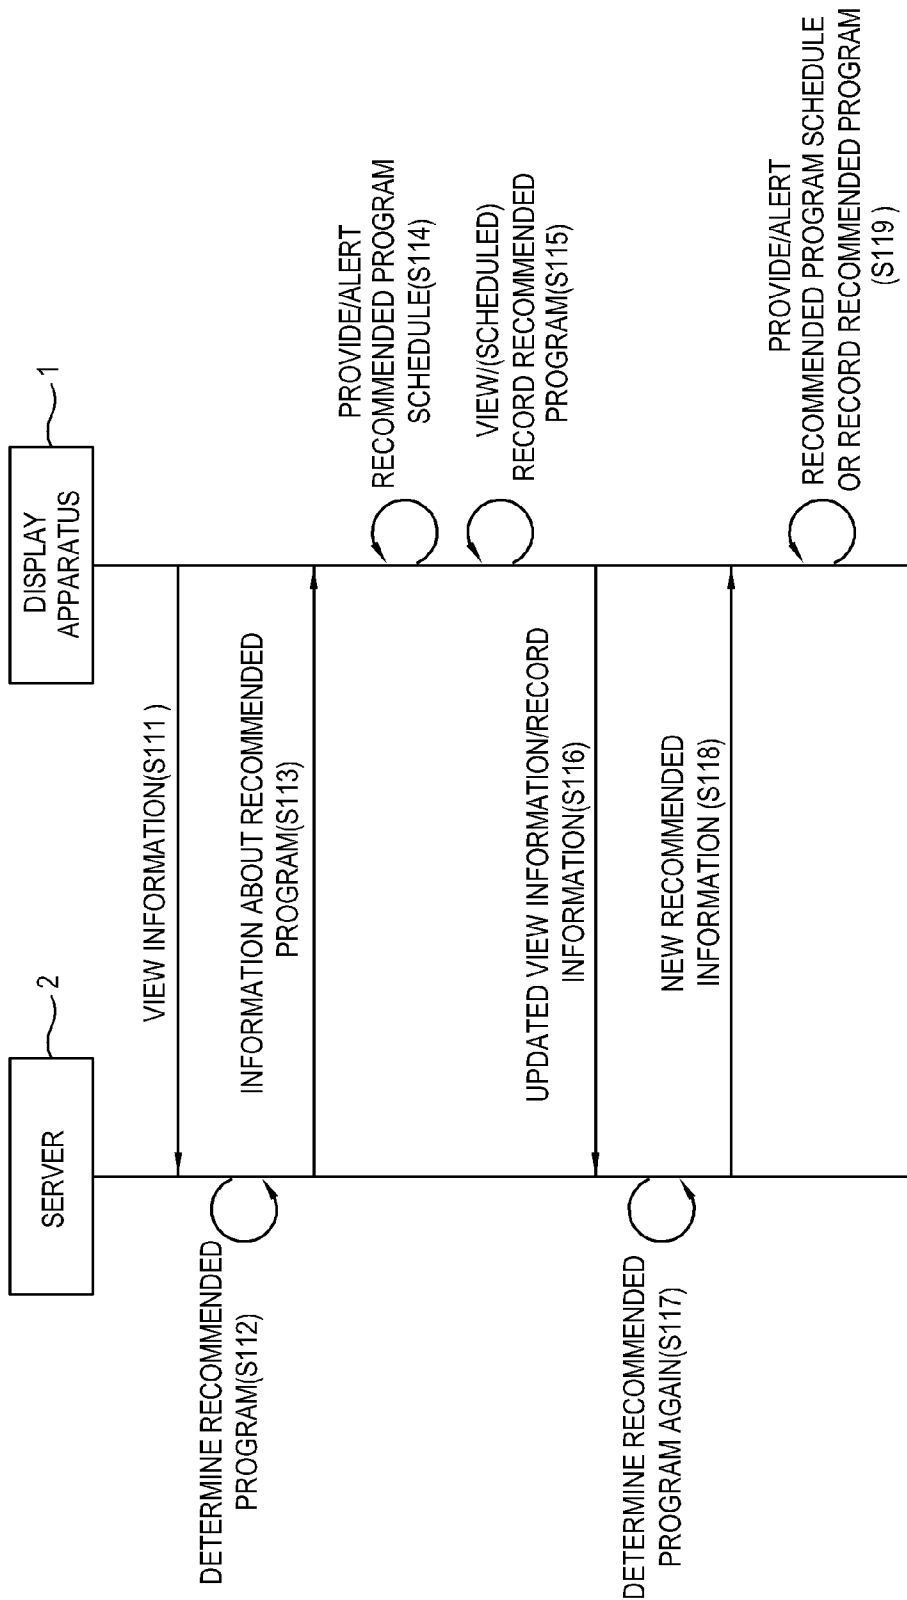 SERVER
2
DISPLAY
APPARATUS
1
VIEW INFORMATION(S111 )
DETERMINE RECOMMENDED
PROGRAM(S112)
INFORMATION ABOUT RECOMMENDED
PROGRAM(S113)
PROVIDE/ALERT
RECOMMENDED PROGRAM
SCHEDULE(S114)
VIEW/(SCHEDULED)
RECORD RECOMMENDED
PROGRAM(S115)
UPDATED VIEW INFORMATION/RECORD
INFORMATION(S116)
DETERMINE RECOMMENDED
PROGRAM AGAIN(S117)
NEW RECOMMENDED
INFORMATION (S118)
PROVIDE/ALERT
RECOMMENDED PROGRAM SCHEDULE
OR RECORD RECOMMENDED PROGRAM
(S119 )